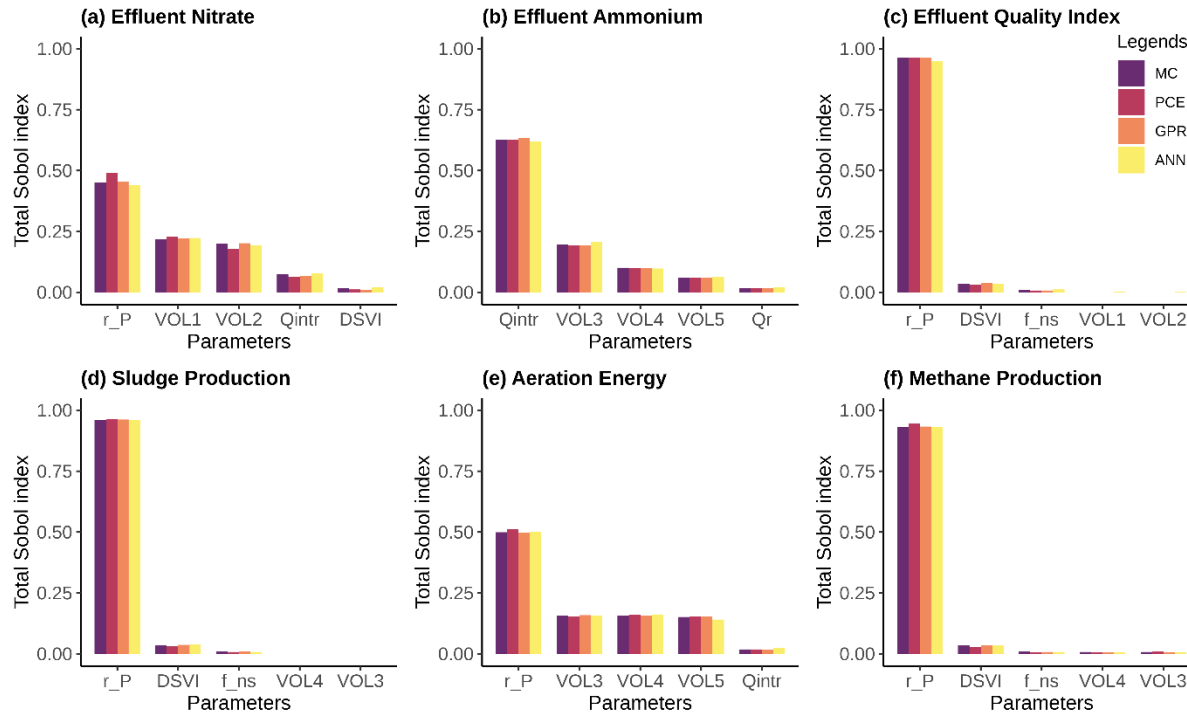 (a) Effluent Nitrate
Total Sobol index
1.00
0.75
0.50
0.25
0.00
r_P VOL1 VOL2 Qintr DSVI
Parameters
(b) Effluent Ammonium
Total Sobol index
1.00
0.75
0.50
0.25
0.00
Qintr VOL3 VOL4 VOL5 Qr
Parameters
(c) Effluent Quality Index
Total Sobol index
1.00
0.75
0.50
0.25
0.00
r_P DSVI f_ns VOL1 VOL2
Parameters
Legends
MC
PCE
GPR
ANN
(d) Sludge Production
Total Sobol index
1.00
0.75
0.50
0.25
0.00
r_P DSVI f_ns VOL4 VOL3
Parameters
(e) Aeration Energy
Total Sobol index
1.00
0.75
0.50
0.25
0.00
r_P VOL3 VOL4 VOL5 Qintr
Parameters
(f) Methane Production
Total Sobol index
1.00
0.75
0.50
0.25
0.00
r_P DSVI f_ns VOL4 VOL3
Parameters